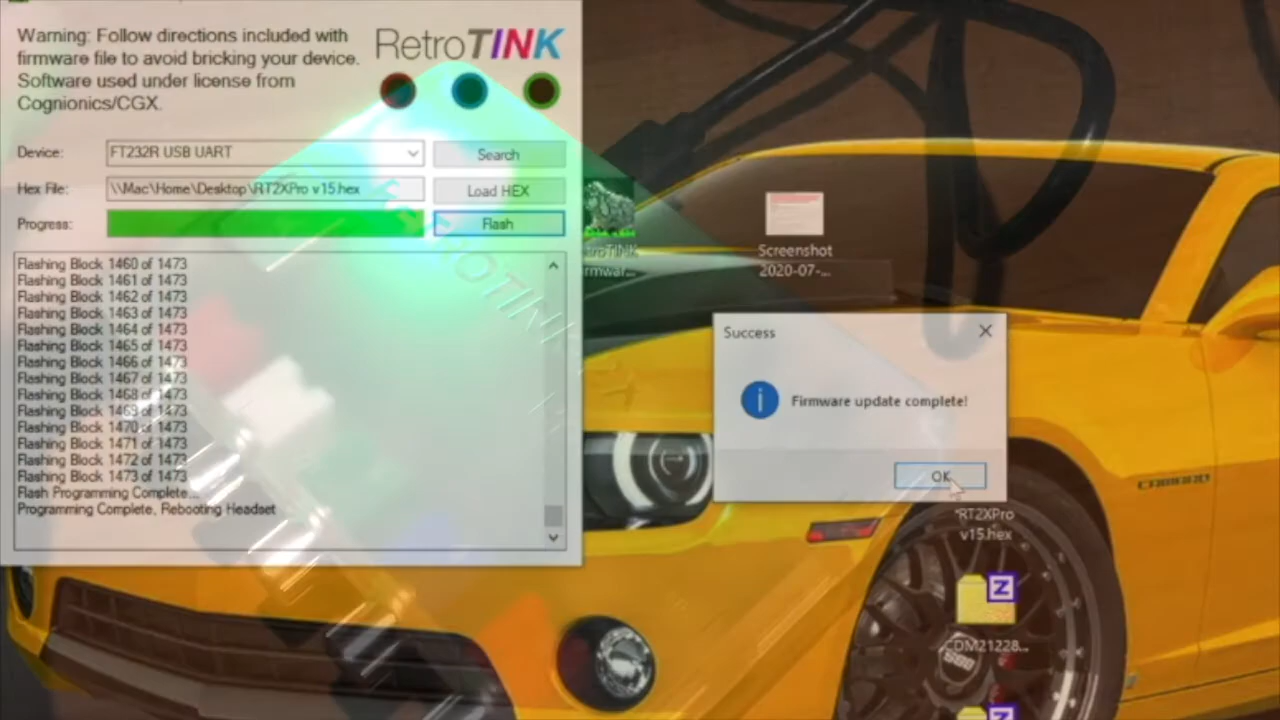 Warning: Follow directions included with
firmware file to avoid bricking your device.
Software used under license from
Cognionics/CGX.
RetroTINK
Device:
FT232R USB UART
Search
Hex File:
\\Mac\Home\Desktop\RT2XPro v15.hex
Load HEX
Progress:
Flash
Flashing Block 1460 of 1473
Flashing Block 1461 of 1473
Flashing Block 1462 of 1473
Flashing Block 1463 of 1473
Flashing Block 1464 of 1473
Flashing Block 1465 of 1473
Flashing Block 1466 of 1473
Flashing Block 1467 of 1473
Flashing Block 1468 of 1473
Flashing Block 1469 of 1473
Flashing Block 1470 of 1473
Flashing Block 1471 of 1473
Flashing Block 1472 of 1473
Flashing Block 1473 of 1473
Flash Programming Complete...
Programming Complete, Rebooting Headset
Screenshot
2020-07-...
Success
Firmware update complete!
OK
RT2XPro
v15.hex
CDM21228...
CAMARO